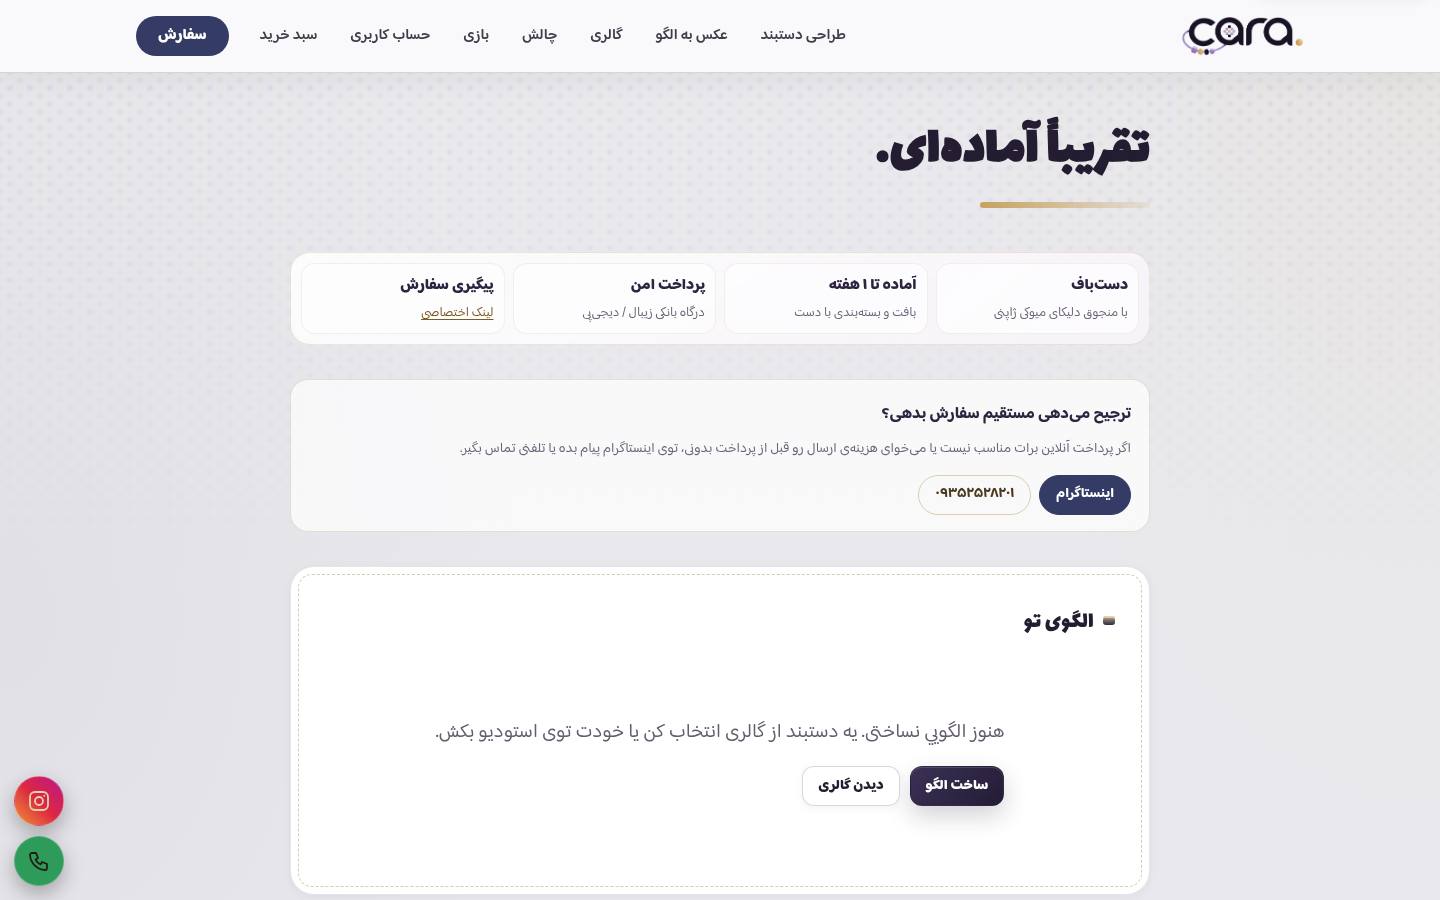 cara.
طراحی دستبند
عکس به الگو
گالری
چالش
بازی
حساب کاربری
سبد خرید
سفارش
تقریباً آماده‌ای.
دست‌باف
با منجوق دلیکای میوکی ژاپنی
آماده تا ۱ هفته
بافت و بسته‌بندی با دست
پرداخت امن
درگاه بانکی زیبال / دیجی‌پی
پیگیری سفارش
لینک اختصاصی
ترجیح می‌دهی مستقیم سفارش بدهی؟
اگر پرداخت آنلاین برات مناسب نیست یا می‌خوای هزینه‌ی ارسال رو قبل از پرداخت بدونی، توی اینستاگرام پیام بده یا تلفنی تماس بگیر.
اینستاگرام
۰۹۳۵۲۵۲۸۲۰۱
الگوی تو
هنوز الگویي نساختی. یه دستبند از گالری انتخاب کن یا خودت توی استودیو بکش.
ساخت الگو
دیدن گالری